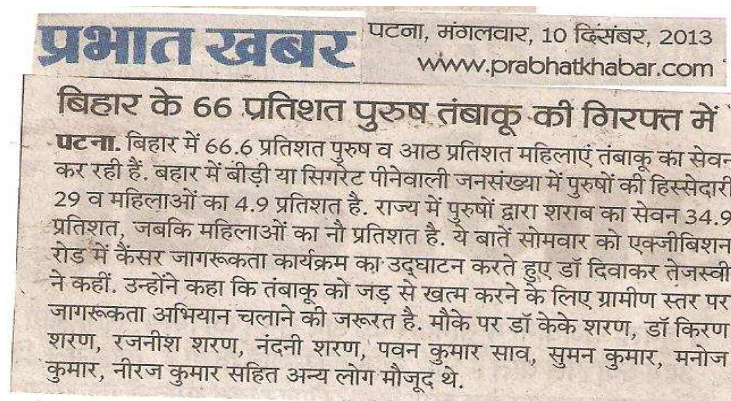 प्रभात खबर
पटना, मंगलवार, 10 दिसंबर, 2013
www.prabhatkhabar.com
बिहार के 66 प्रतिशत पुरुष तंबाकू की गिरफ्त में
पटना. बिहार में 66.6 प्रतिशत पुरुष व आठ प्रतिशत महिलाएं तंबाकू का सेवन
कर रही हैं. बहार में बीड़ी या सिगरेट पीनेवाली जनसंख्या में पुरुषों की हिस्सेदारी
29 व महिलाओं का 4.9 प्रतिशत है. राज्य में पुरुषों द्वारा शराब का सेवन 34.9
प्रतिशत, जबकि महिलाओं का नौ प्रतिशत है. ये बातें सोमवार को एक्जीबिशन
रोड में कैंसर जागरूकता कार्यक्रम का उद्घाटन करते हुए डॉ दिवाकर तेजस्वी
ने कहीं. उन्होंने कहा कि तंबाकू को जड़ से खत्म करने के लिए ग्रामीण स्तर पर
जागरूकता अभियान चलाने की जरूरत है. मौके पर डॉ केके शरण, डॉ किरण
शरण, रजनीश शरण, नंदनी शरण, पवन कुमार साव, सुमन कुमार, मनोज
कुमार, नीरज कुमार सहित अन्य लोग मौजूद थे.